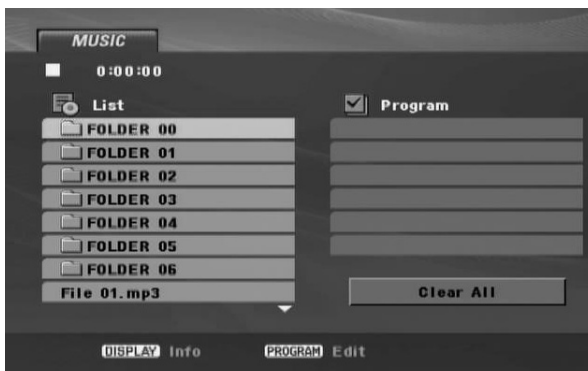 MUSIC
0:00:00
List
FOLDER 00
FOLDER 01
FOLDER 02
FOLDER 03
FOLDER 04
FOLDER 05
FOLDER 06
File 01.mp3
Program
Clear All
DISPLAY Info
PROGRAM Edit